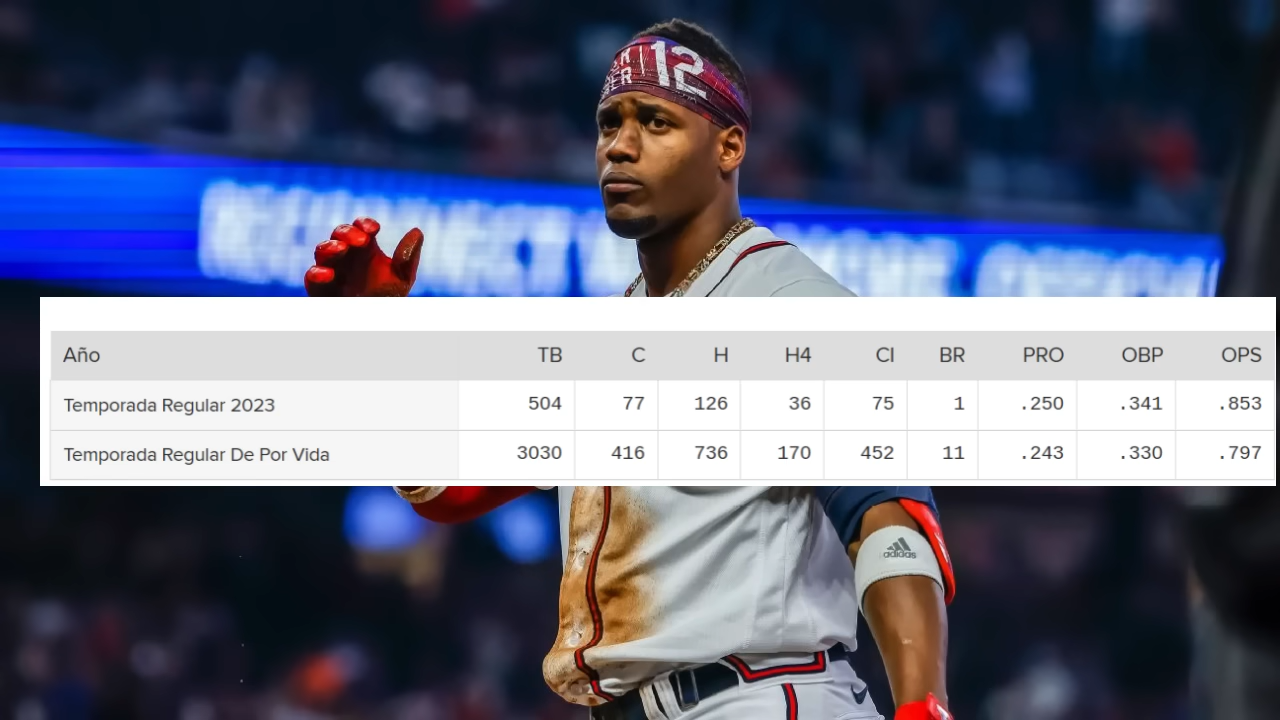 12
Año TB C H H4 CI BR PRO OBP OPS
Temporada Regular 2023 504 77 126 36 75 1 .250 .341 .853
Temporada Regular De Por Vida 3030 416 736 170 452 11 .243 .330 .797
adidas